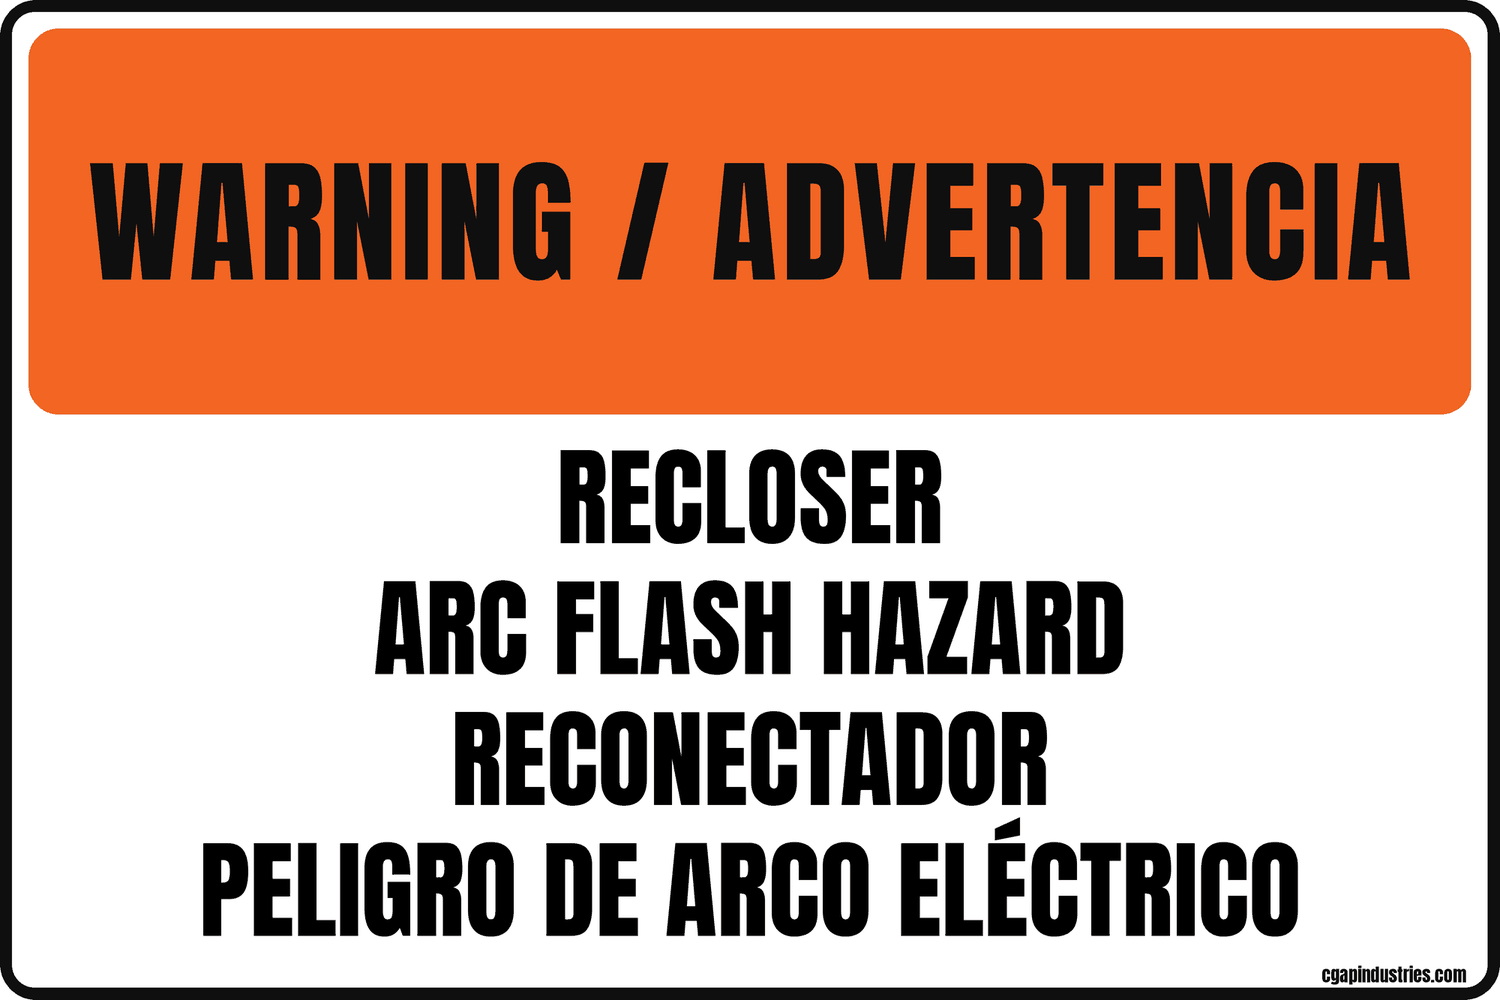 WARNING / ADVERTENCIA
RECLOSER
ARC FLASH HAZARD
RECONECTADOR
PELIGRO DE ARCO ELÉCTRICO
cgapindustries.com